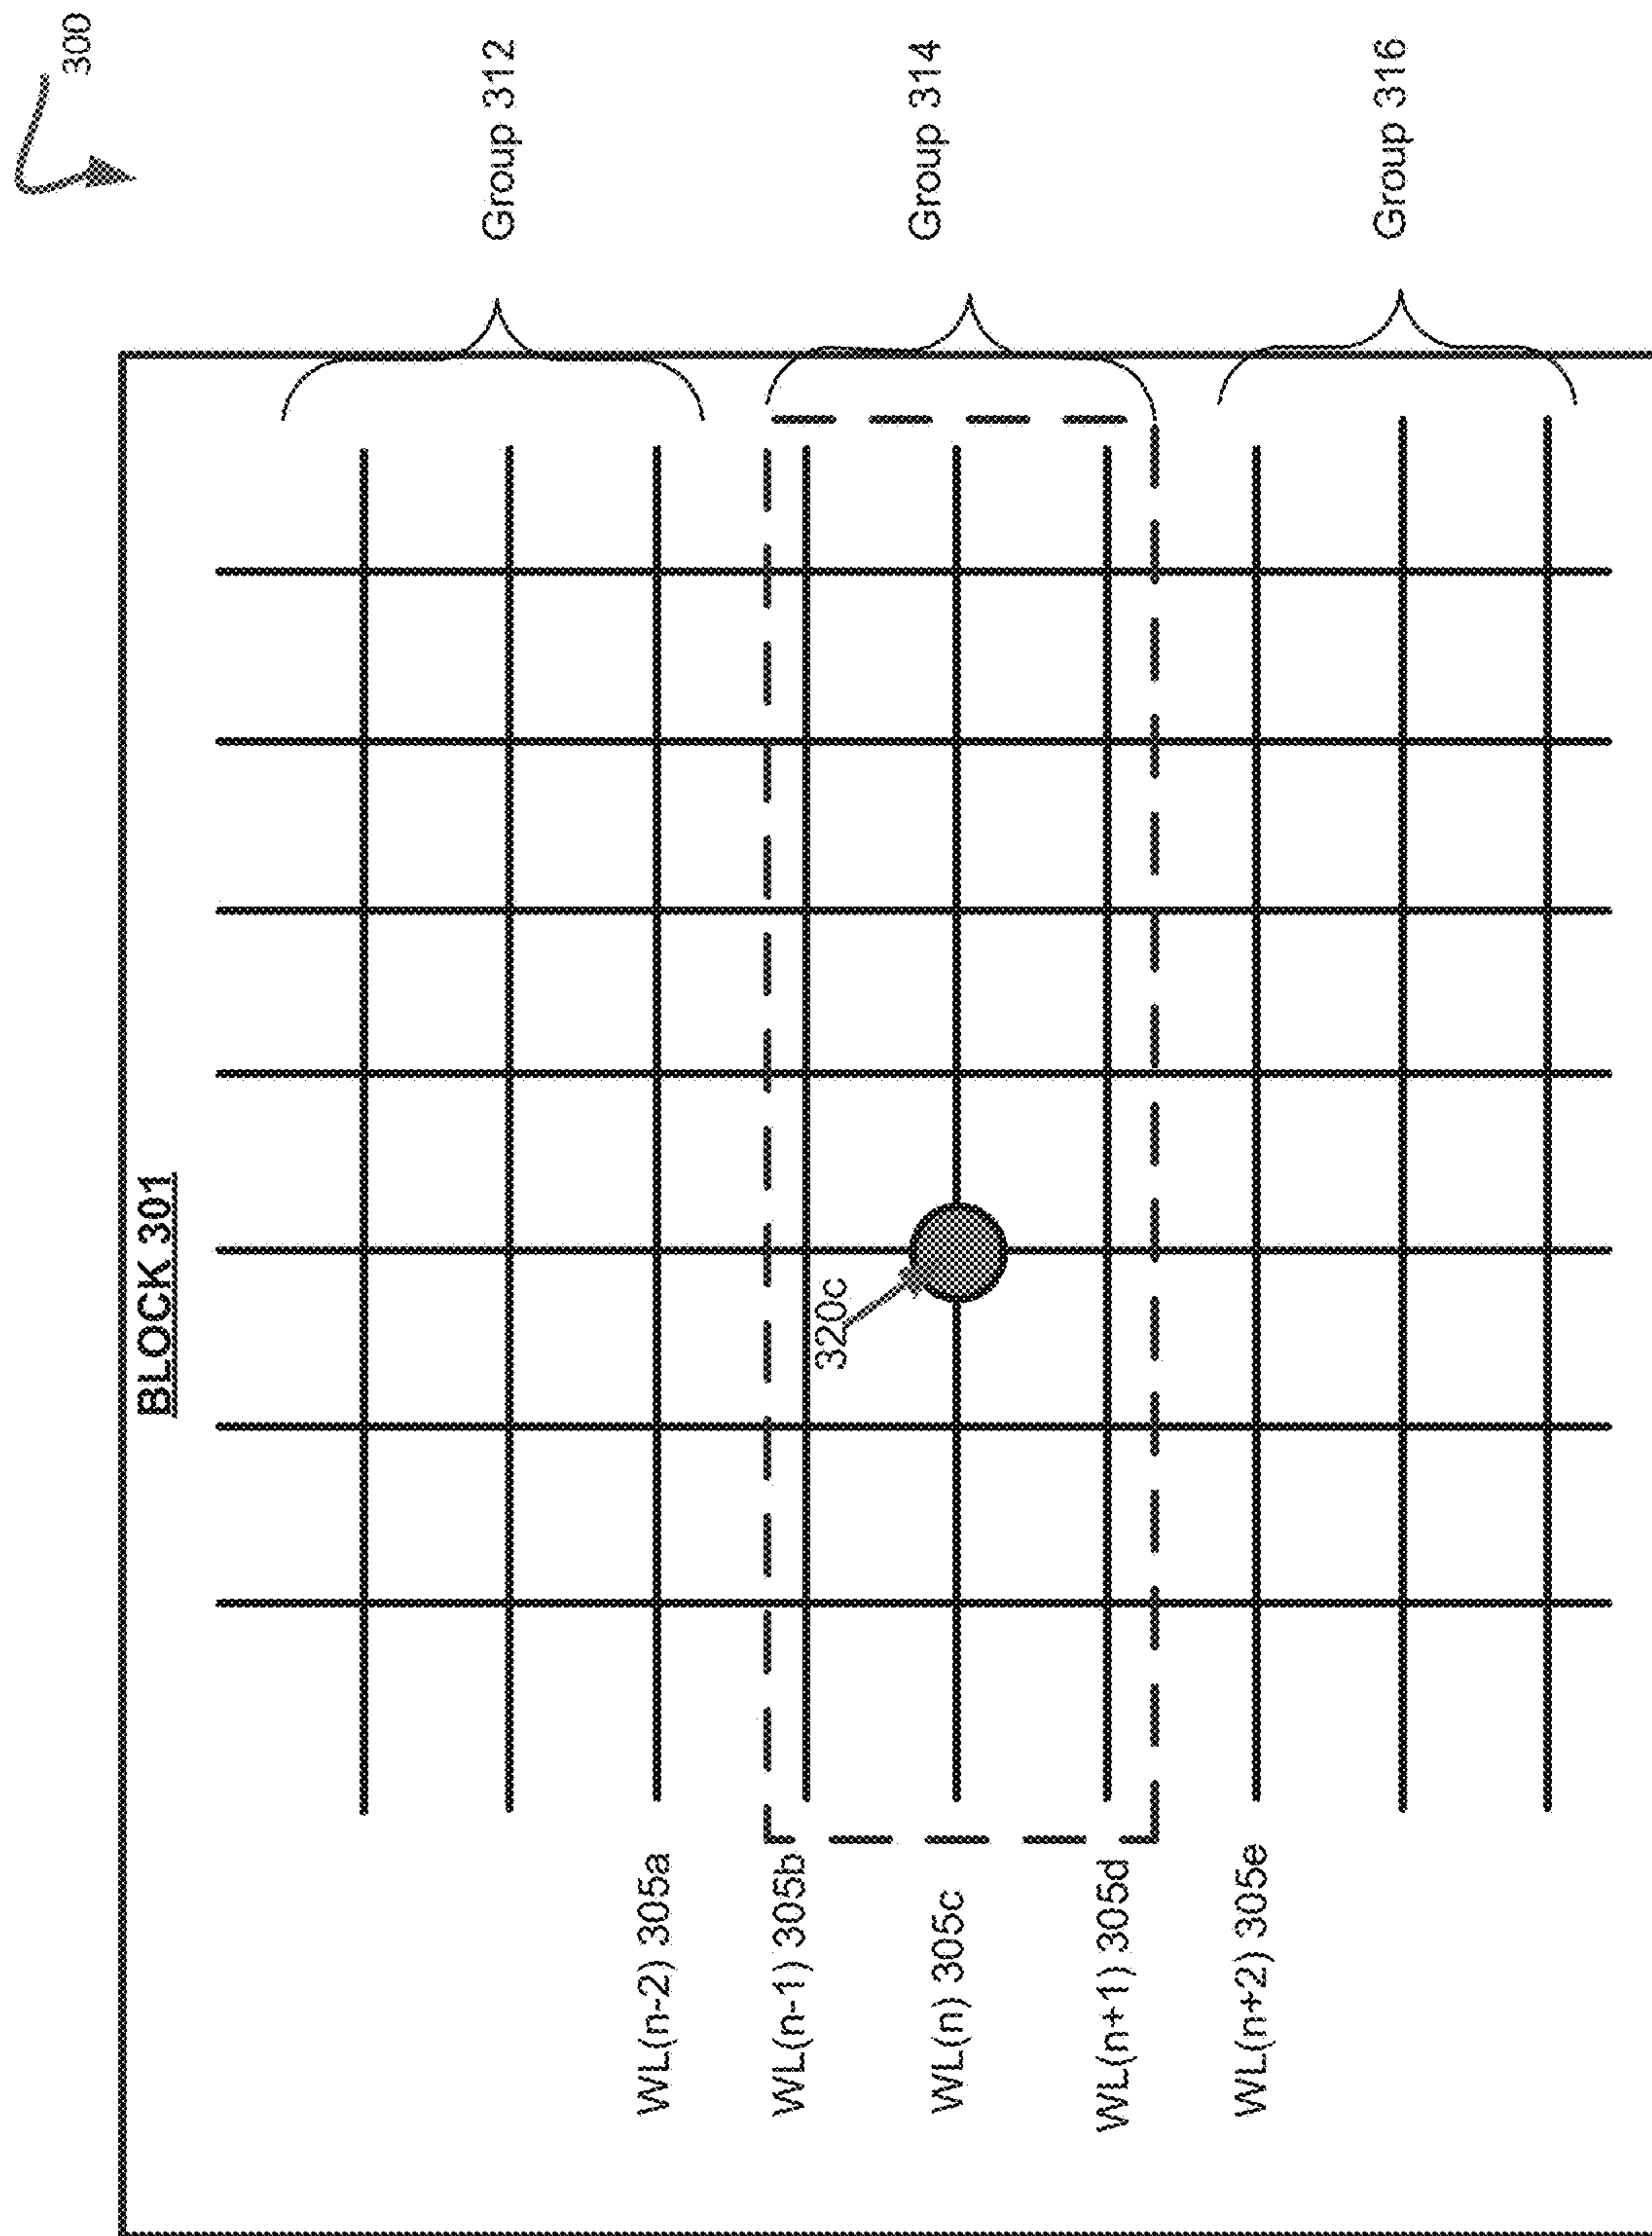 300
BLOCK 301
Group 312
Group 314
Group 316
320c
WL(n-2) 305a
WL(n-1) 305b
WL(n) 305c
WL(n+1) 305d
WL(n+2) 305e